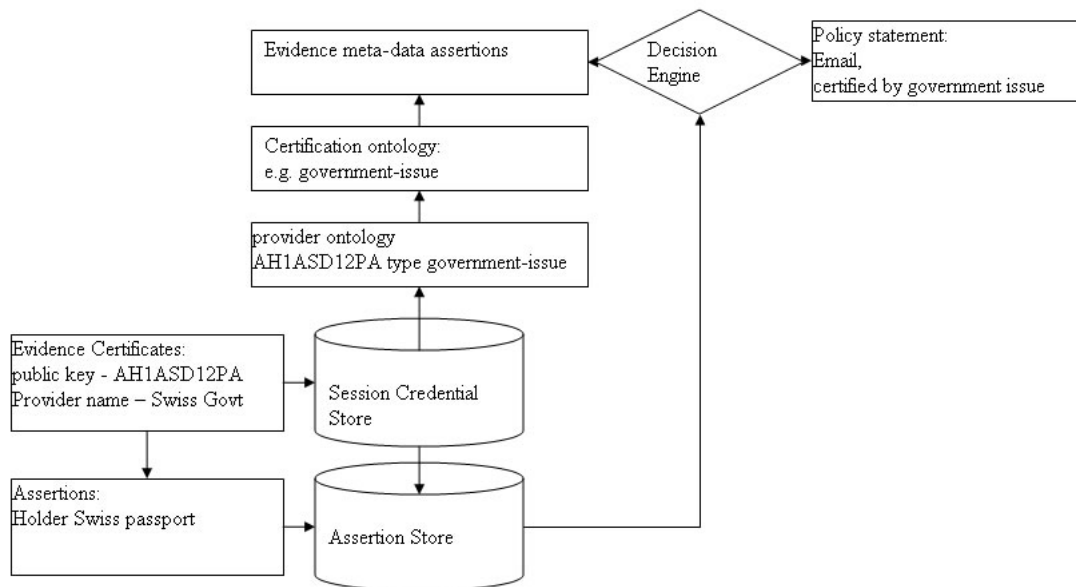 Evidence meta-data assertions
Decision
Engine
Policy statement:
Email,
certified by government issue
Certification ontology:
e.g. government-issue
provider ontology
AH1ASD12PA type government-issue
Evidence Certificates:
public key - AH1ASD12PA
Provider name – Swiss Govt
Session Credential
Store
Assertions:
Holder Swiss passport
Assertion Store